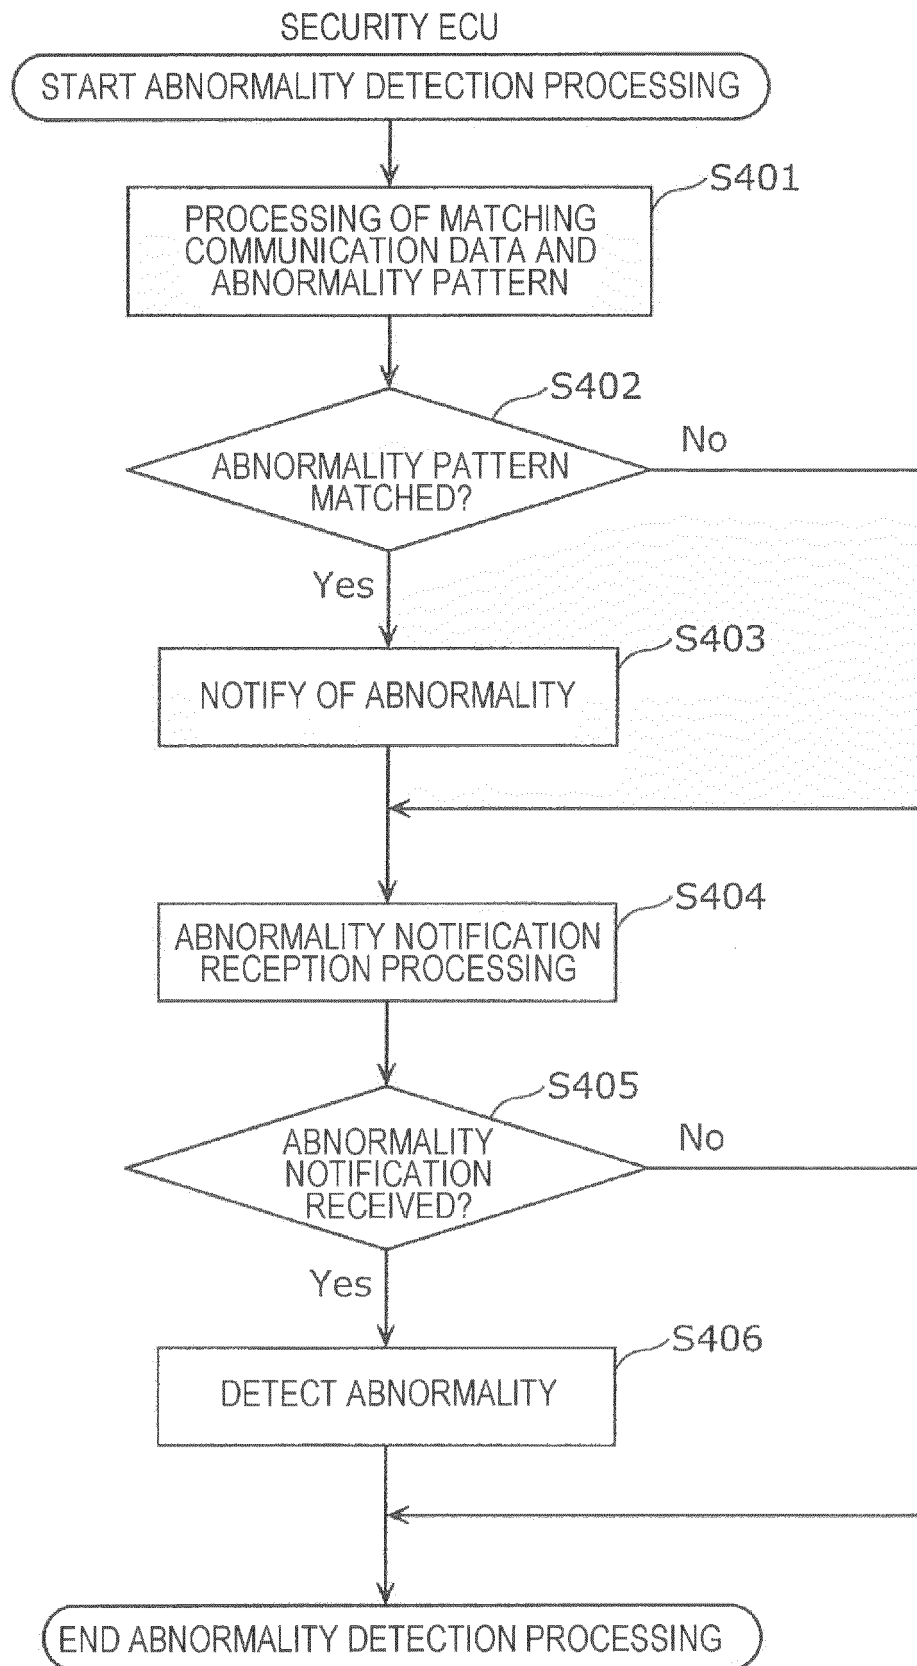 SECURITY ECU
START ABNORMALITY DETECTION PROCESSING
S401
PROCESSING OF MATCHING
COMMUNICATION DATA AND
ABNORMALITY PATTERN
S402
No
ABNORMALITY PATTERN
MATCHED?
Yes
S403
NOTIFY OF ABNORMALITY
S404
ABNORMALITY NOTIFICATION
RECEPTION PROCESSING
S405
No
ABNORMALITY
NOTIFICATION
RECEIVED?
Yes
S406
DETECT ABNORMALITY
END ABNORMALITY DETECTION PROCESSING